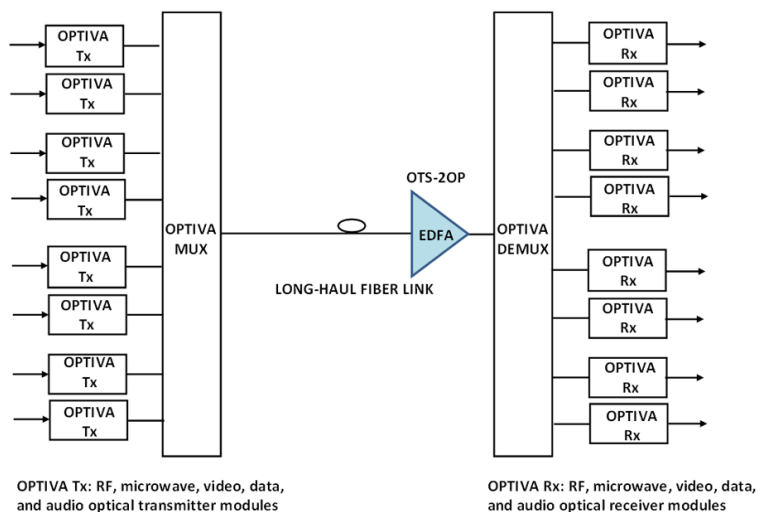 OPTIVA
Tx
OPTIVA
Tx
OPTIVA
Tx
OPTIVA
Tx
OPTIVA
Tx
OPTIVA
Tx
OPTIVA
Tx
OPTIVA
Tx
OPTIVA
MUX
LONG-HAUL FIBER LINK
OTS-2OP
EDFA
OPTIVA
DEMUX
OPTIVA
Rx
OPTIVA
Rx
OPTIVA
Rx
OPTIVA
Rx
OPTIVA
Rx
OPTIVA
Rx
OPTIVA
Rx
OPTIVA
Rx
OPTIVA Tx: RF, microwave, video, data,
and audio optical transmitter modules
OPTIVA Rx: RF, microwave, video, data,
and audio optical receiver modules